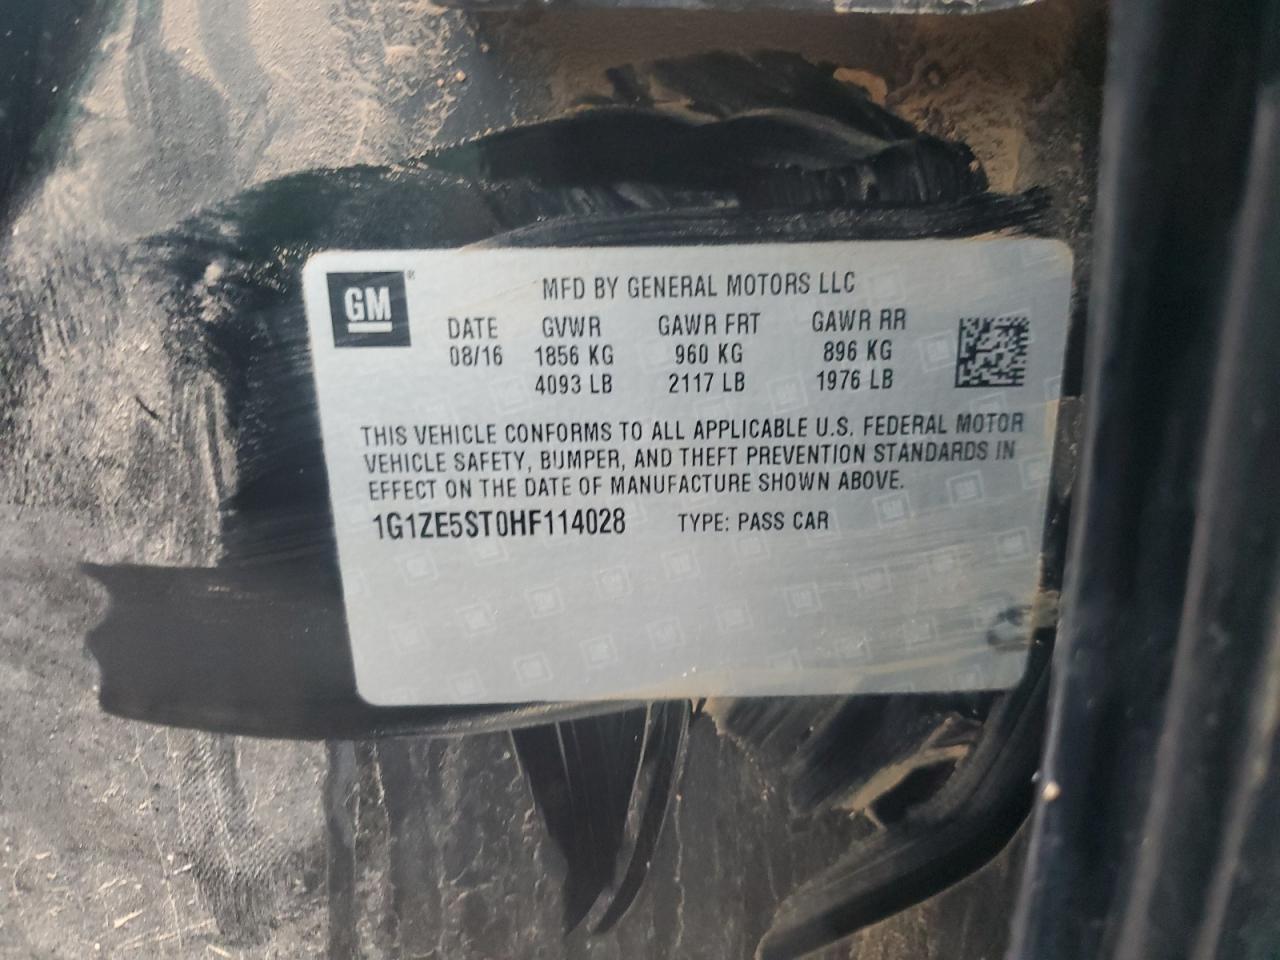 GM®
MFD BY GENERAL MOTORS LLC
DATE GVWR GAWR FRT GAWR RR
08/16 1856 KG 960 KG 896 KG
4093 LB 2117 LB 1976 LB
THIS VEHICLE CONFORMS TO ALL APPLICABLE U.S. FEDERAL MOTOR
VEHICLE SAFETY, BUMPER, AND THEFT PREVENTION STANDARDS IN
EFFECT ON THE DATE OF MANUFACTURE SHOWN ABOVE.
1G1ZE5ST0HF114028 TYPE: PASS CAR